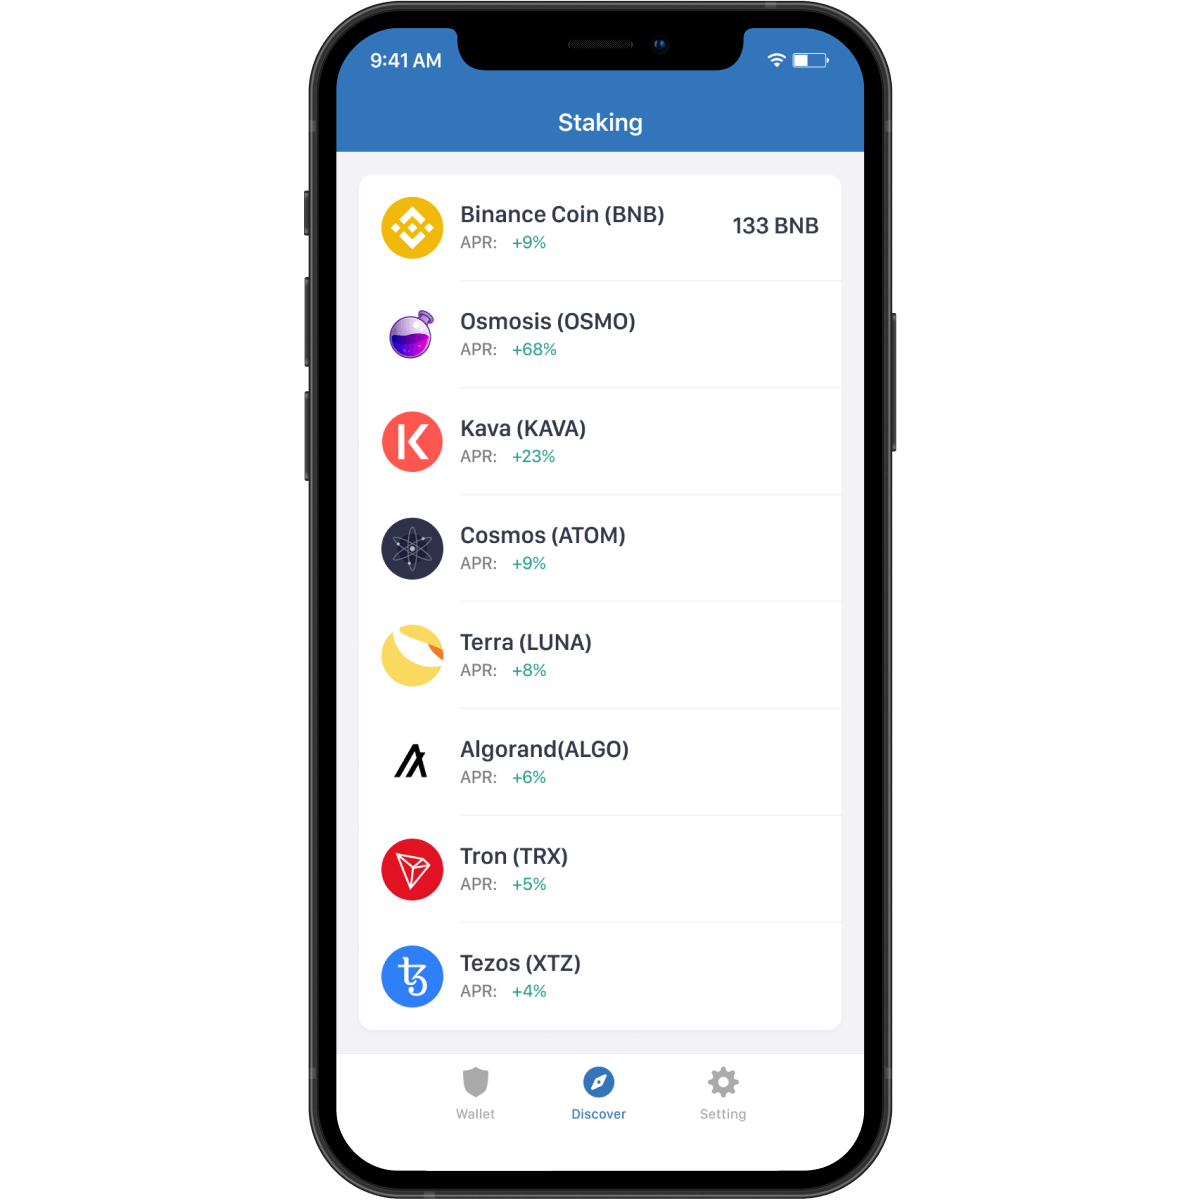 9:41 AM
Staking
Binance Coin (BNB)
133 BNB
APR: +9%
Osmosis (OSMO)
APR: +68%
Kava (KAVA)
APR: +23%
Cosmos (ATOM)
APR: +9%
Terra (LUNA)
APR: +8%
Algorand(ALGO)
APR: +6%
Tron (TRX)
APR: +5%
Tezos (XTZ)
APR: +4%
Wallet Discover Setting